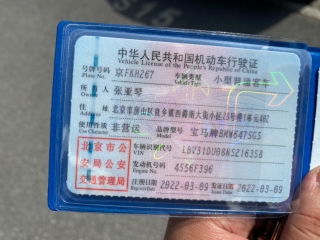 中华人民共和国机动车行驶证
Vehicle License of the People's Republic of China
号牌号码 京FKH267 车辆类型 小型普通客车
Plate No. Vehicle Type
所有人 张亚琴
Owner
住址 北京市房山区良乡镇西潞南大街小区23号楼1单元402
Address
使用性质 非营运 品牌型号 宝马牌BMW6475GS
Use Character Model
北京市公 车辆识别代号
VIN
安局公安 发动机号码 4556F396
Engine No.
交通管理局 注册日期 2022-03-09 发证日期 2022-03-09
Register Date Issue Date